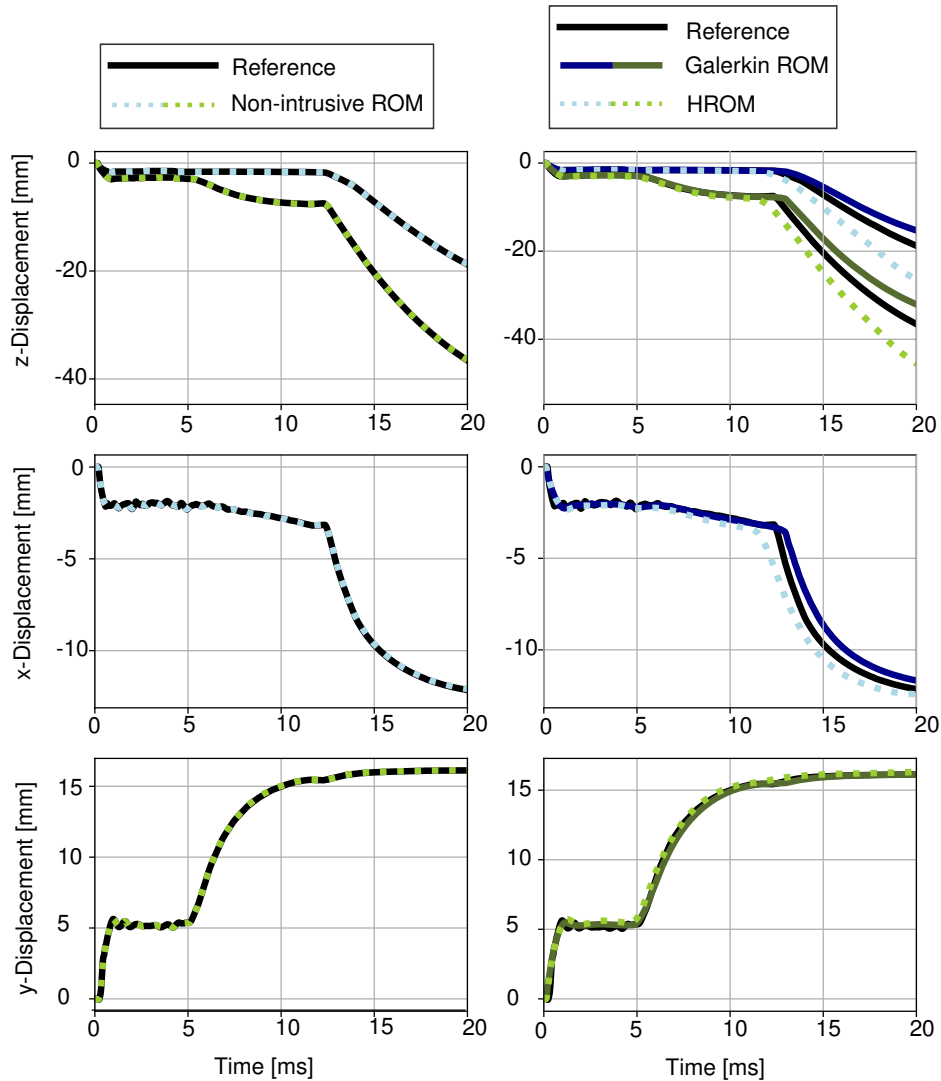 Reference
Non-intrusive ROM
Reference
Galerkin ROM
HROM
z-Displacement [mm]
0
-20
-40
0 5 10 15 20
0
-20
-40
0 5 10 15 20
x-Displacement [mm]
0
-5
-10
0 5 10 15 20
0
-5
-10
0 5 10 15 20
y-Displacement [mm]
15
10
5
0
0 5 10 15 20
Time [ms]
15
10
5
0
0 5 10 15 20
Time [ms]